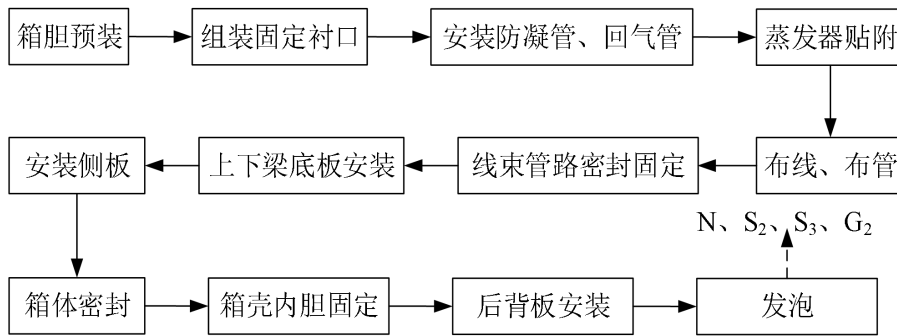 箱胆预装
组装固定衬口
安装防凝管、回气管
蒸发器贴附
安装侧板
上下梁底板安装
线束管路密封固定
布线、布管
N、S₂、S₃、G₂
箱体密封
箱壳内胆固定
后背板安装
发泡